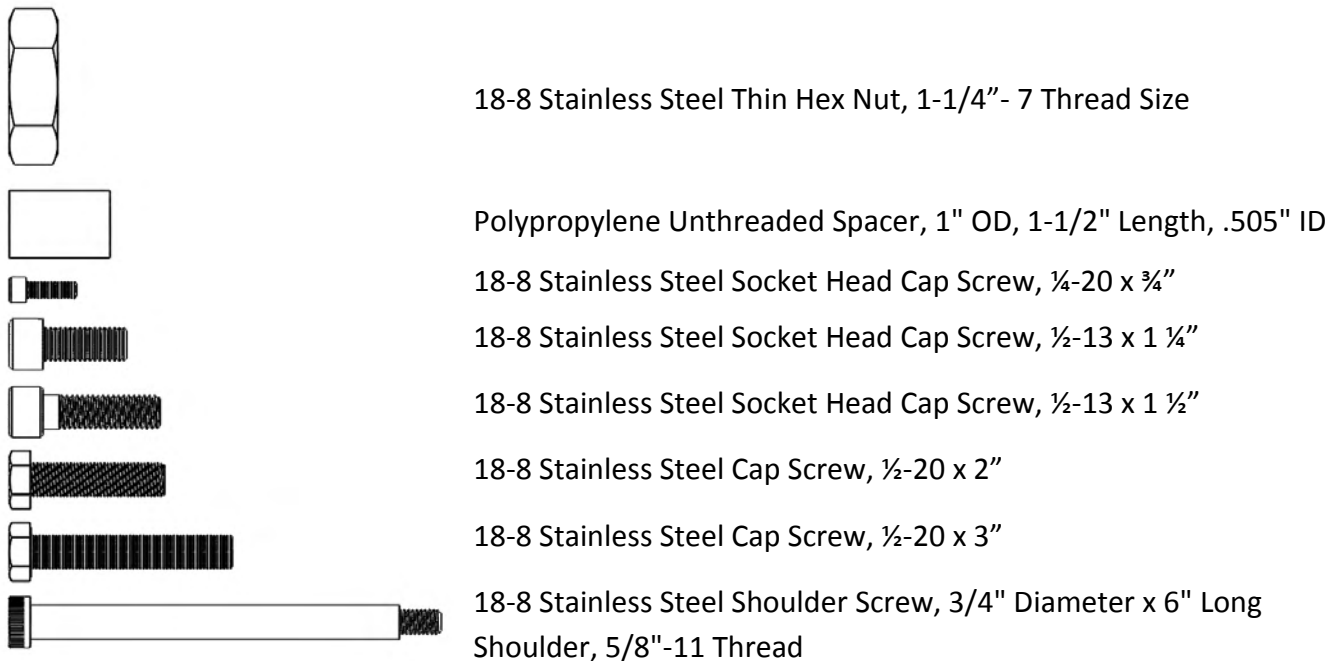 18-8 Stainless Steel Thin Hex Nut, 1-1/4”- 7 Thread Size
Polypropylene Unthreaded Spacer, 1" OD, 1-1/2" Length, .505" ID
18-8 Stainless Steel Socket Head Cap Screw, ¼-20 x ¾”
18-8 Stainless Steel Socket Head Cap Screw, ½-13 x 1 ¼”
18-8 Stainless Steel Socket Head Cap Screw, ½-13 x 1 ½”
18-8 Stainless Steel Cap Screw, ½-20 x 2”
18-8 Stainless Steel Cap Screw, ½-20 x 3”
18-8 Stainless Steel Shoulder Screw, 3/4" Diameter x 6" Long
Shoulder, 5/8"-11 Thread